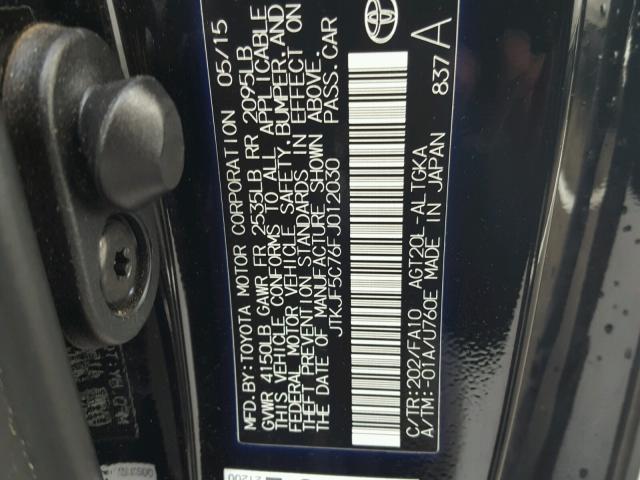 MFD.BY:TOYOTA MOTOR CORPORATION 05/15
GVWR 4150LB GAWR FR 2535LB RR 2095LB
THIS VEHICLE CONFORMS TO ALL APPLICABLE
FEDERAL MOTOR VEHICLE SAFETY,BUMPER,AND
THEFT PREVENTION STANDARDS IN EFFECT ON
THE DATE OF MANUFACTURE SHOWN ABOVE.
JTKJF5C76FJ012030 PASS.CAR
C/TR:202/FA10 AGT20L-ALTGKA
A/TM:-01A/U760E MADE IN JAPAN 837 A
21200